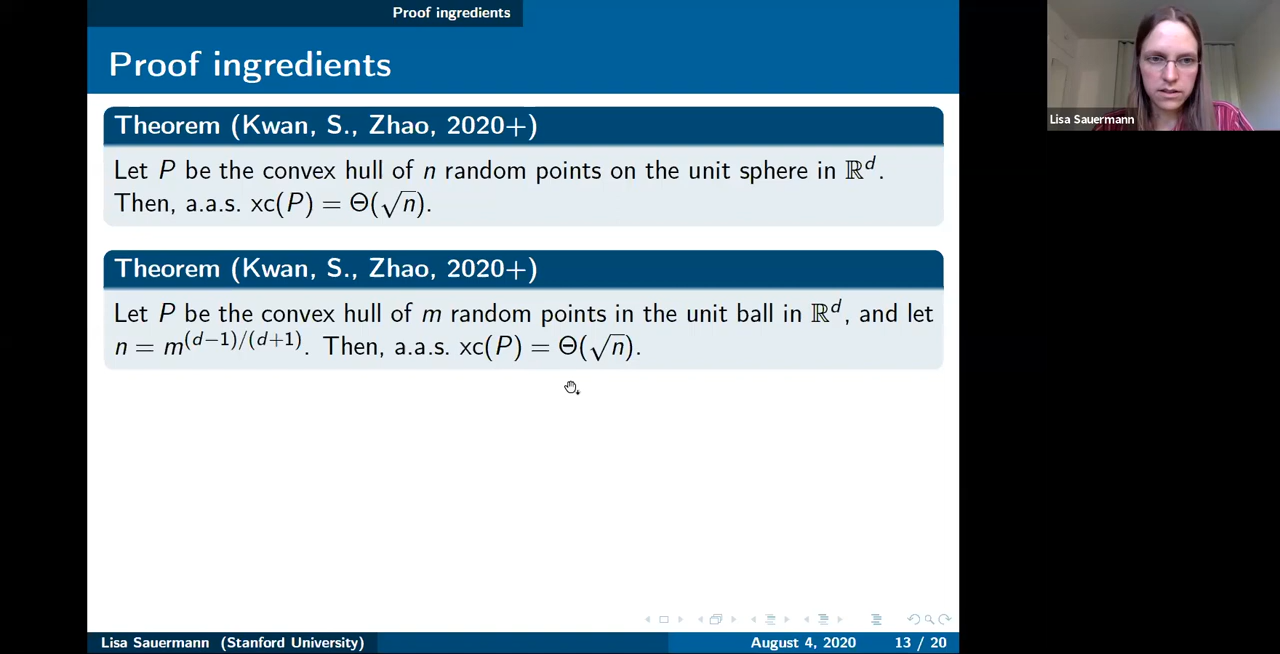 Proof ingredients
Proof ingredients
Theorem (Kwan, S., Zhao, 2020+)
Let P be the convex hull of n random points on the unit sphere in ℝ^d.
Then, a.a.s. xc(P) = Θ(√n).
Theorem (Kwan, S., Zhao, 2020+)
Let P be the convex hull of m random points in the unit ball in ℝ^d, and let
n = m^{(d−1)/(d+1)}. Then, a.a.s. xc(P) = Θ(√n).
Lisa Sauermann (Stanford University) August 4, 2020 13 / 20
Lisa Sauermann